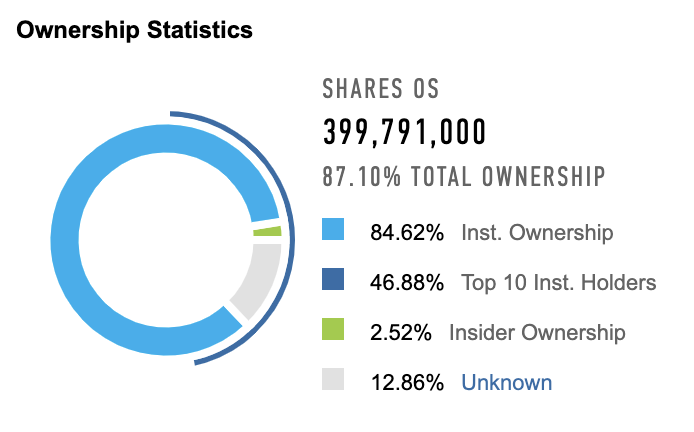 Ownership Statistics
SHARES OS
399,791,000
87.10% TOTAL OWNERSHIP
84.62% Inst. Ownership
46.88% Top 10 Inst. Holders
2.52% Insider Ownership
12.86% Unknown